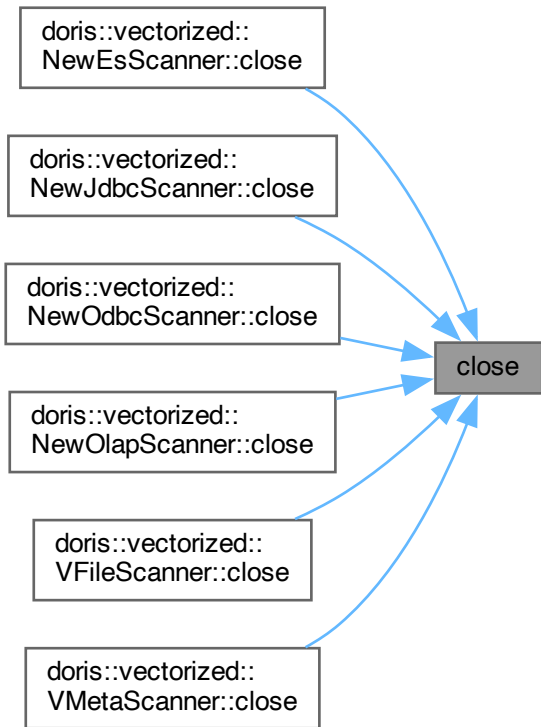 doris::vectorized::
NewEsScanner::close
doris::vectorized::
NewJdbcScanner::close
doris::vectorized::
NewOdbcScanner::close
close
doris::vectorized::
NewOlapScanner::close
doris::vectorized::
VFileScanner::close
doris::vectorized::
VMetaScanner::close